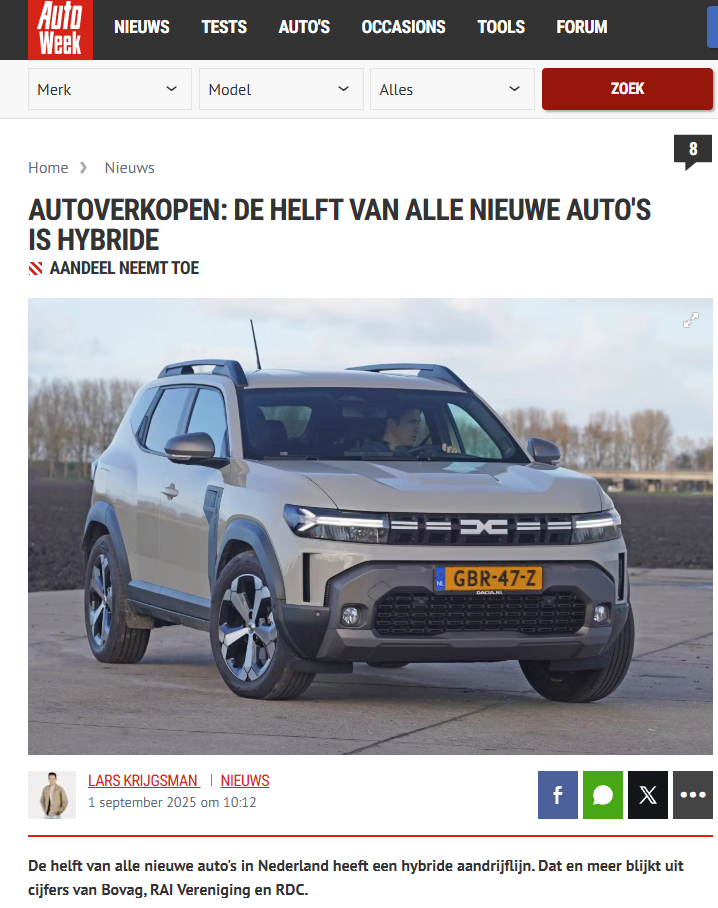 Auto
Week
NIEUWS TESTS AUTO'S OCCASIONS TOOLS FORUM
Merk Model Alles ZOEK
8
Home Nieuws
AUTOVERKOPEN: DE HELFT VAN ALLE NIEUWE AUTO'S
IS HYBRIDE
AANDEEL NEEMT TOE
NL GBR-47-Z
DACIA.NL
LARS KRIJGSMAN | NIEUWS
1 september 2025 om 10:12
De helft van alle nieuwe auto's in Nederland heeft een hybride aandrijflijn. Dat en meer blijkt uit
cijfers van Bovag, RAI Vereniging en RDC.